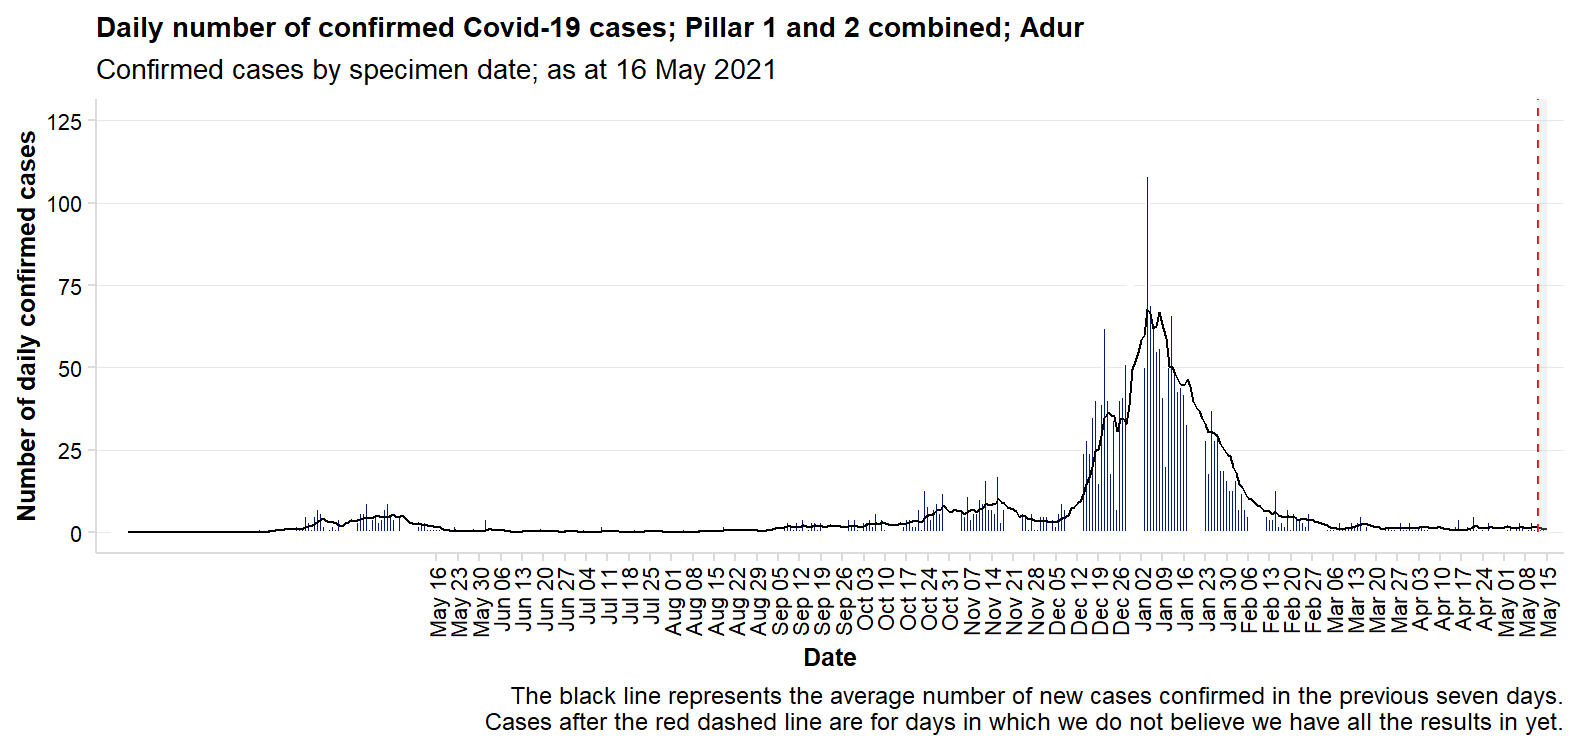 Daily number of confirmed Covid-19 cases; Pillar 1 and 2 combined; Adur
Confirmed cases by specimen date; as at 16 May 2021
Number of daily confirmed cases
125
100
75
50
25
0
May 16
May 23
May 30
Jun 06
Jun 13
Jun 20
Jun 27
Jul 04
Jul 11
Jul 18
Jul 25
Aug 01
Aug 08
Aug 15
Aug 22
Aug 29
Sep 05
Sep 12
Sep 19
Sep 26
Oct 03
Oct 10
Oct 17
Oct 24
Oct 31
Nov 07
Nov 14
Nov 21
Nov 28
Dec 05
Dec 12
Dec 19
Dec 26
Jan 02
Jan 09
Jan 16
Jan 23
Jan 30
Feb 06
Feb 13
Feb 20
Feb 27
Mar 06
Mar 13
Mar 20
Mar 27
Apr 03
Apr 10
Apr 17
Apr 24
May 01
May 08
May 15
Date
The black line represents the average number of new cases confirmed in the previous seven days.
Cases after the red dashed line are for days in which we do not believe we have all the results in yet.